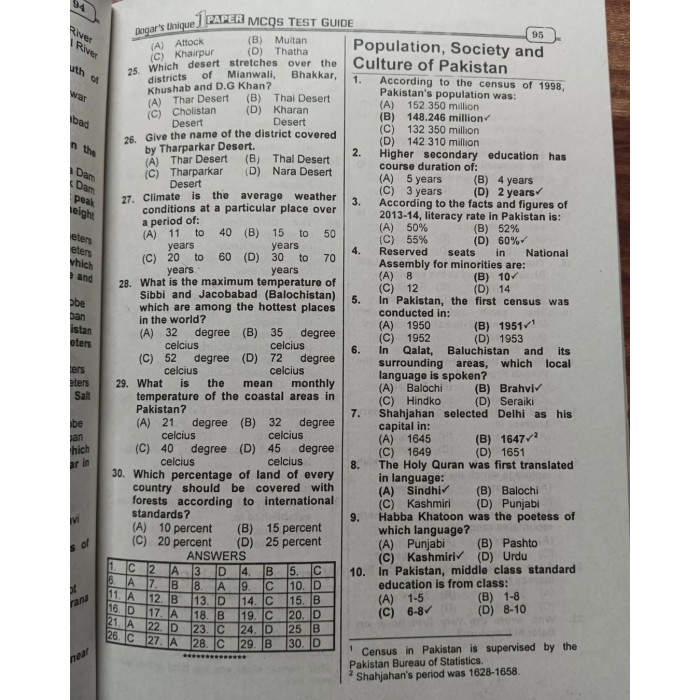 94
River
River
uth of
war
abad
n the
Dam
Dam
peak
eight
eters
eters
which
and
obe
pan
istan
eters
ters
eters
Salt
obe
pan
which
ar in
wi
s of
ot
rana
near
Dogar's Unique 1 PAPER MCQS TEST GUIDE
95
(A) Attock (B) Multan
(C) Khairpur (D) Thatha
25. Which desert stretches over the
districts of Mianwali, Bhakkar,
Khushab and D.G Khan?
(A) Thar Desert (B) Thal Desert
(C) Cholistan (D) Kharan
Desert Desert
26. Give the name of the district covered
by Tharparkar Desert.
(A) Thar Desert (B) Thal Desert
(C) Tharparkar (D) Nara Desert
Desert
27. Climate is the average weather
conditions at a particular place over
a period of:
(A) 11 to 40 (B) 15 to 50
years years
(C) 20 to 60 (D) 30 to 70
years years
28. What is the maximum temperature of
Sibbi and Jacobabad (Balochistan)
which are among the hottest places
in the world?
(A) 32 degree (B) 35 degree
celcius celcius
(C) 52 degree (D) 72 degree
celcius celcius
29. What is the mean monthly
temperature of the coastal areas in
Pakistan?
(A) 21 degree (B) 32 degree
celcius celcius
(C) 40 degree (D) 45 degree
celcius celcius
30. Which percentage of land of every
country should be covered with
forests according to international
standards?
(A) 10 percent (B) 15 percent
(C) 20 percent (D) 25 percent
ANSWERS
1. C 2 A 3 D 4. B 5. C
6. A 7. B 8. A 9. C 10. D
11. A 12. B 13. D 14. C 15. B
16. D 17. A 18. B 19. C 20. D
21. A 22. D 23. C 24. D 25 B
26. C 27. A 28. C 29. B 30. D
**************
Population, Society and
Culture of Pakistan
1. According to the census of 1998,
Pakistan's population was:
(A) 152.350 million
(B) 148.246 million✓
(C) 132 350 million
(D) 142 310 million
2. Higher secondary education has
course duration of:
(A) 5 years (B) 4 years
(C) 3 years (D) 2 years✓
3. According to the facts and figures of
2013-14, literacy rate in Pakistan is:
(A) 50% (B) 52%
(C) 55% (D) 60%✓
4. Reserved seats in National
Assembly for minorities are:
(A) 8 (B) 10✓
(C) 12 (D) 14
5. In Pakistan, the first census was
conducted in:
(A) 1950 (B) 1951✓1
(C) 1952 (D) 1953
6. In Qalat, Baluchistan and its
surrounding areas, which local
language is spoken?
(A) Balochi (B) Brahvi✓
(C) Hindko (D) Seraiki
7. Shahjahan selected Delhi as his
capital in:
(A) 1645 (B) 1647✓2
(C) 1649 (D) 1651
8. The Holy Quran was first translated
in language:
(A) Sindhi✓ (B) Balochi
(C) Kashmiri (D) Punjabi
9. Habba Khatoon was the poetess of
which language?
(A) Punjabi (B) Pashto
(C) Kashmiri✓ (D) Urdu
10. In Pakistan, middle class standard
education is from class:
(A) 1-5 (B) 1-8
(C) 6-8✓ (D) 8-10
1 Census in Pakistan is supervised by the
Pakistan Bureau of Statistics.
2 Shahjahan's period was 1628-1658.